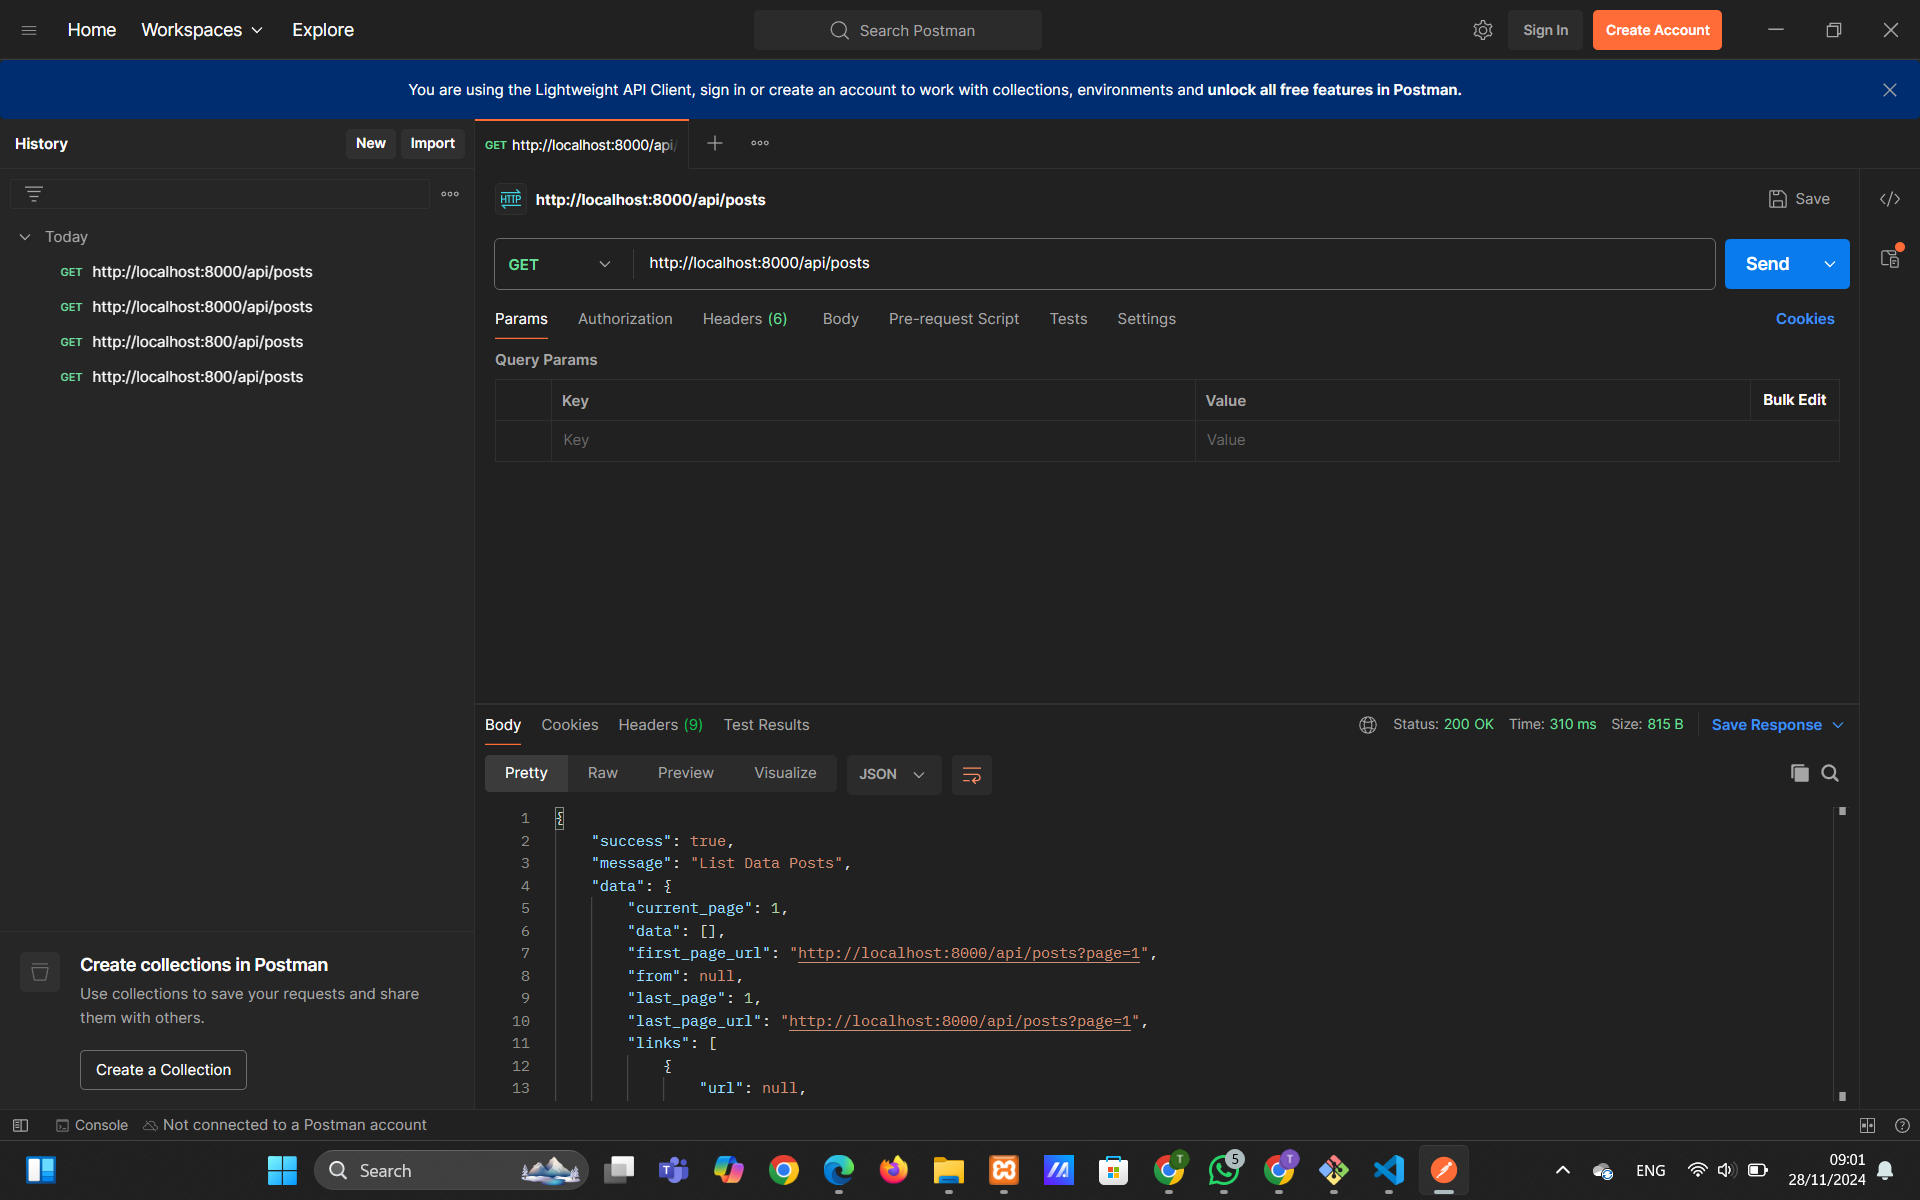 Home Workspaces Explore Search Postman Sign In Create Account
You are using the Lightweight API Client, sign in or create an account to work with collections, environments and unlock all free features in Postman.
History New Import
GET http://localhost:8000/api/
HTTP http://localhost:8000/api/posts Save
Today
GET http://localhost:8000/api/posts
GET http://localhost:8000/api/posts
GET http://localhost:800/api/posts
GET http://localhost:800/api/posts
GET http://localhost:8000/api/posts Send
Params Authorization Headers (6) Body Pre-request Script Tests Settings Cookies
Query Params
Key Value Bulk Edit
Key Value
Body Cookies Headers (9) Test Results Status: 200 OK Time: 310 ms Size: 815 B Save Response
Pretty Raw Preview Visualize JSON
1 {
2 "success": true,
3 "message": "List Data Posts",
4 "data": {
5 "current_page": 1,
6 "data": [],
7 "first_page_url": "http://localhost:8000/api/posts?page=1",
8 "from": null,
9 "last_page": 1,
10 "last_page_url": "http://localhost:8000/api/posts?page=1",
11 "links": [
12 {
13 "url": null,
Create collections in Postman
Use collections to save your requests and share
them with others.
Create a Collection
Console Not connected to a Postman account
Search T 5 T ENG 09:01
28/11/2024